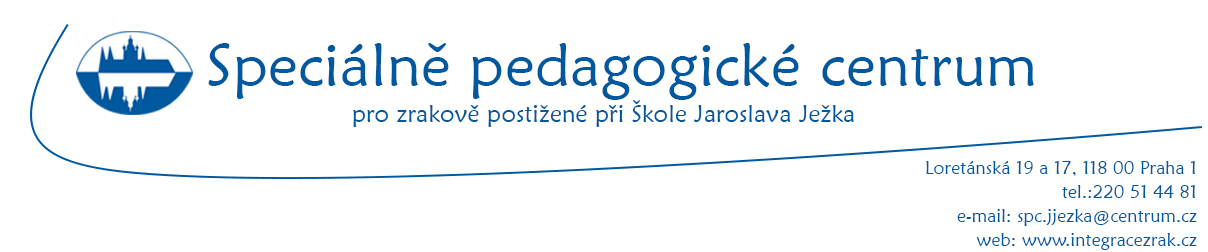 Speciálně pedagogické centrum
pro zrakově postižené při Škole Jaroslava Ježka
Loretánská 19 a 17, 118 00 Praha 1
tel.:220 51 44 81
e-mail: spc.jjezka@centrum.cz
web: www.integracezrak.cz